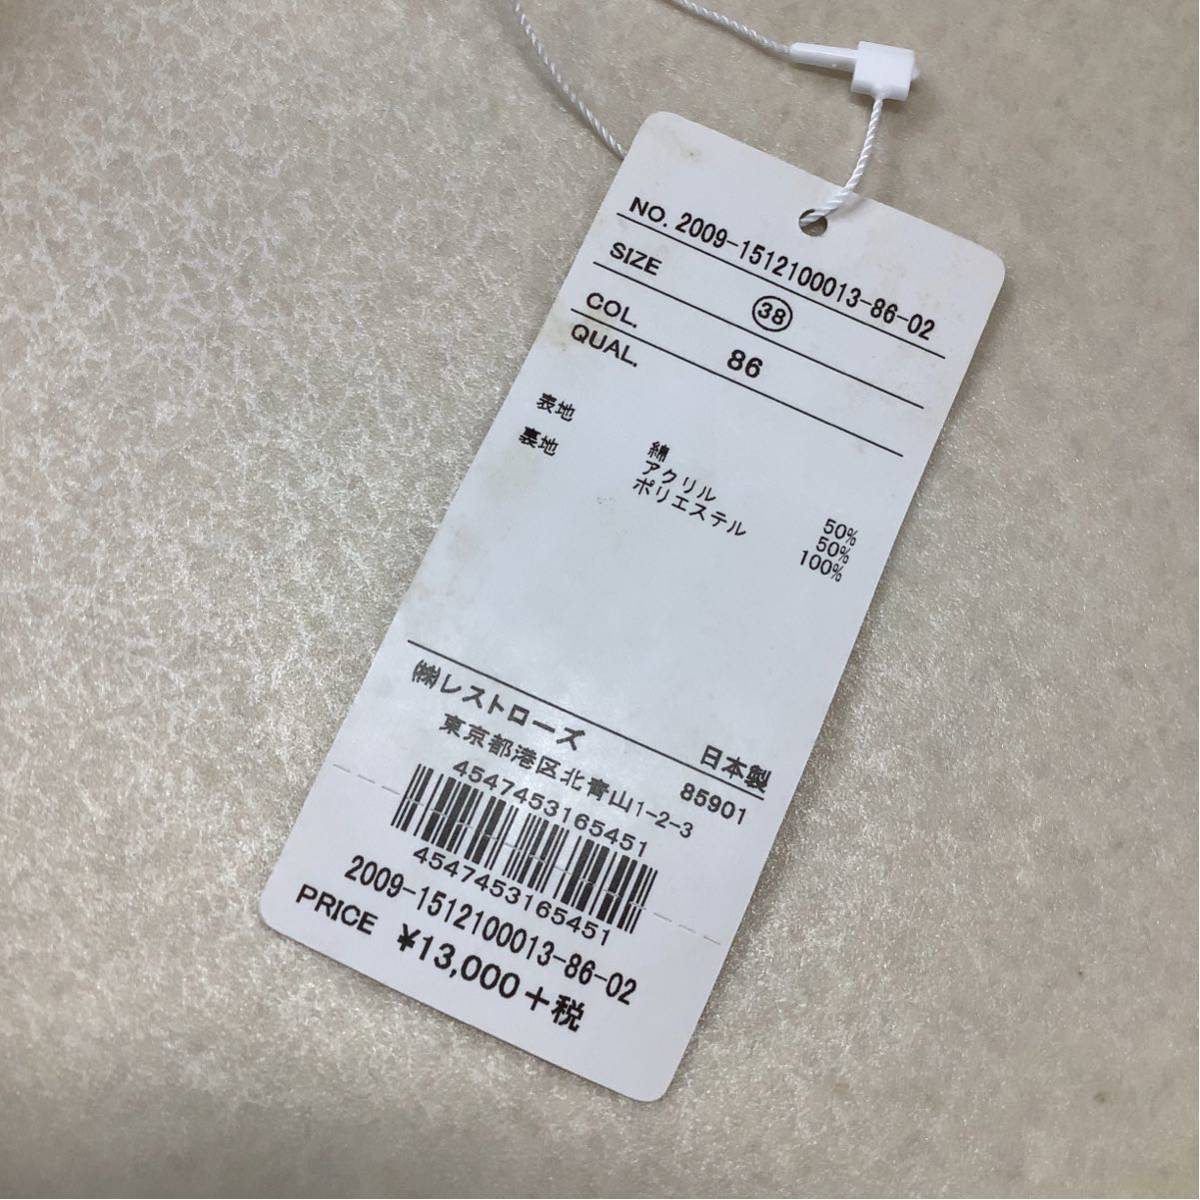 NO. 2009-1512100013-86-02
SIZE ㊳
COL. 86
QUAL.
表地 綿 50%
アクリル 50%
裏地 ポリエステル 100%
㈱レストローズ 日本製
東京都港区北青山1-2-3 85901
4547453165451
4547453165451
2009-1512100013-86-02
PRICE ¥13,000+税